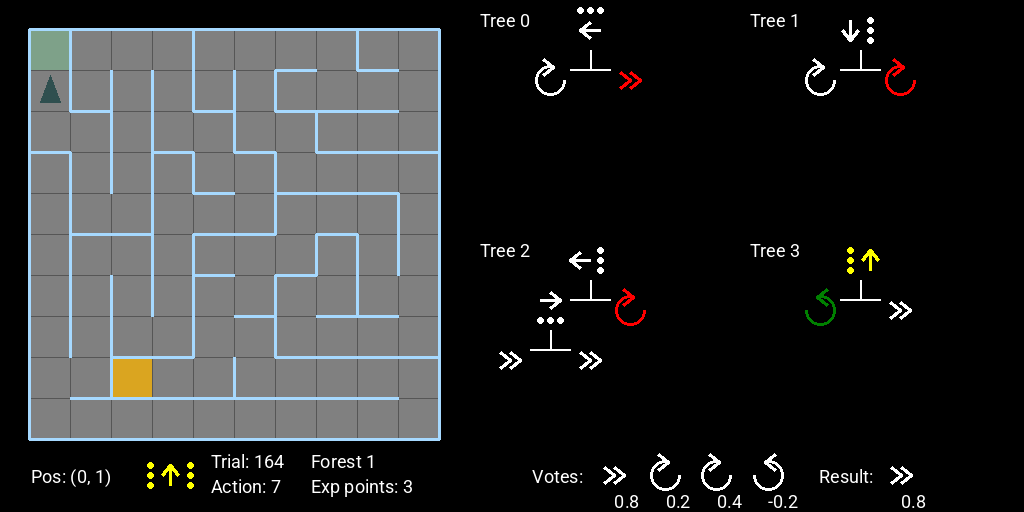 Tree 0
Tree 1
Tree 2
Tree 3
Pos: (0, 1)
Trial: 164
Action: 7
Forest 1
Exp points: 3
Votes:
0.8
0.2
0.4
-0.2
Result:
0.8